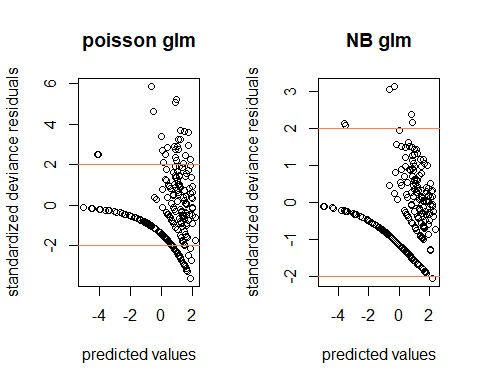 poisson glm
standardized deviance residuals
6
4
2
0
-2
-4 -2 0 2
predicted values
NB glm
standardized deviance residuals
3
2
1
0
-1
-2
-4 -2 0 2
predicted values